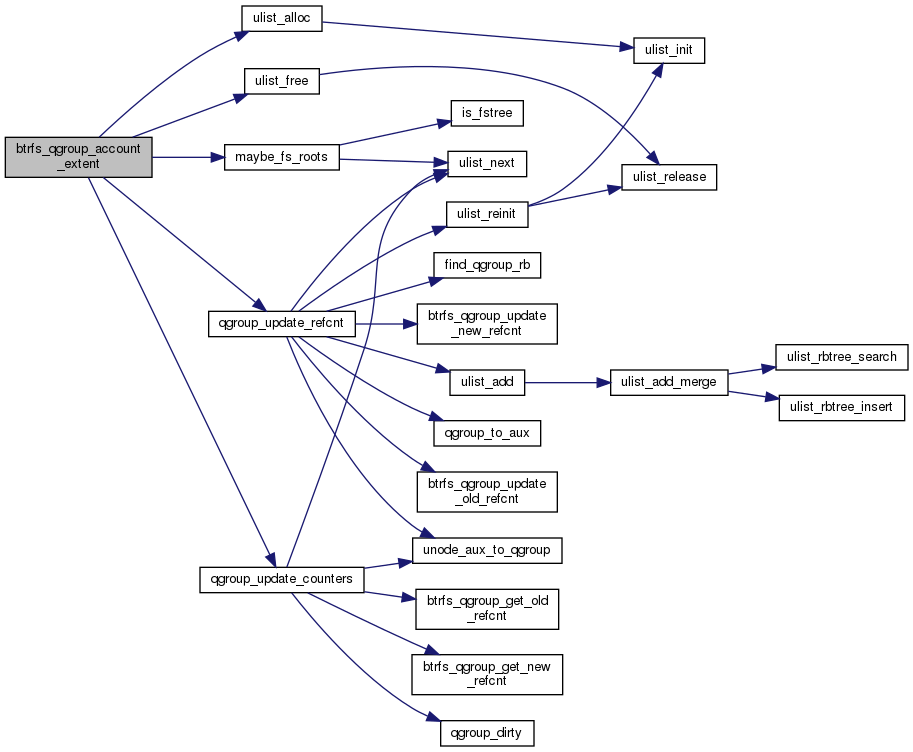 ulist_alloc
ulist_init
ulist_free
is_fstree
btrfs_qgroup_account
_extent
maybe_fs_roots
ulist_next
ulist_release
ulist_reinit
find_qgroup_rb
qgroup_update_refcnt
btrfs_qgroup_update
_new_refcnt
ulist_rbtree_search
ulist_add
ulist_add_merge
ulist_rbtree_insert
qgroup_to_aux
btrfs_qgroup_update
_old_refcnt
unode_aux_to_qgroup
qgroup_update_counters
btrfs_qgroup_get_old
_refcnt
btrfs_qgroup_get_new
_refcnt
qgroup_dirty